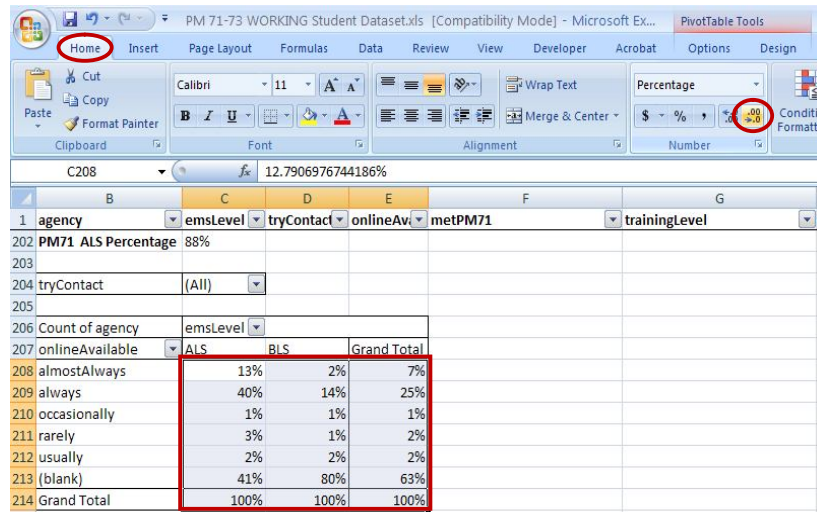 PM 71-73 WORKING Student Dataset.xls [Compatibility Mode] - Microsoft Ex... PivotTable Tools
Home Insert Page Layout Formulas Data Review View Developer Acrobat Options Design
Paste
Cut
Copy
Format Painter
Clipboard
Calibri 11 A A
B I U A
Font
Wrap Text
Merge & Center
Alignment
Percentage
$ % , .0 .00
.00 .0
Number
Conditi
Formatt
C208 fx 12.7906976744186%
B C D E F G
1 agency emsLevel tryContact onlineAva metPM71 trainingLevel
202 PM71 ALS Percentage 88%
203
204 tryContact (All)
205
206 Count of agency emsLevel
207 onlineAvailable ALS BLS Grand Total
208 almostAlways 13% 2% 7%
209 always 40% 14% 25%
210 occasionally 1% 1% 1%
211 rarely 3% 1% 2%
212 usually 2% 2% 2%
213 (blank) 41% 80% 63%
214 Grand Total 100% 100% 100%